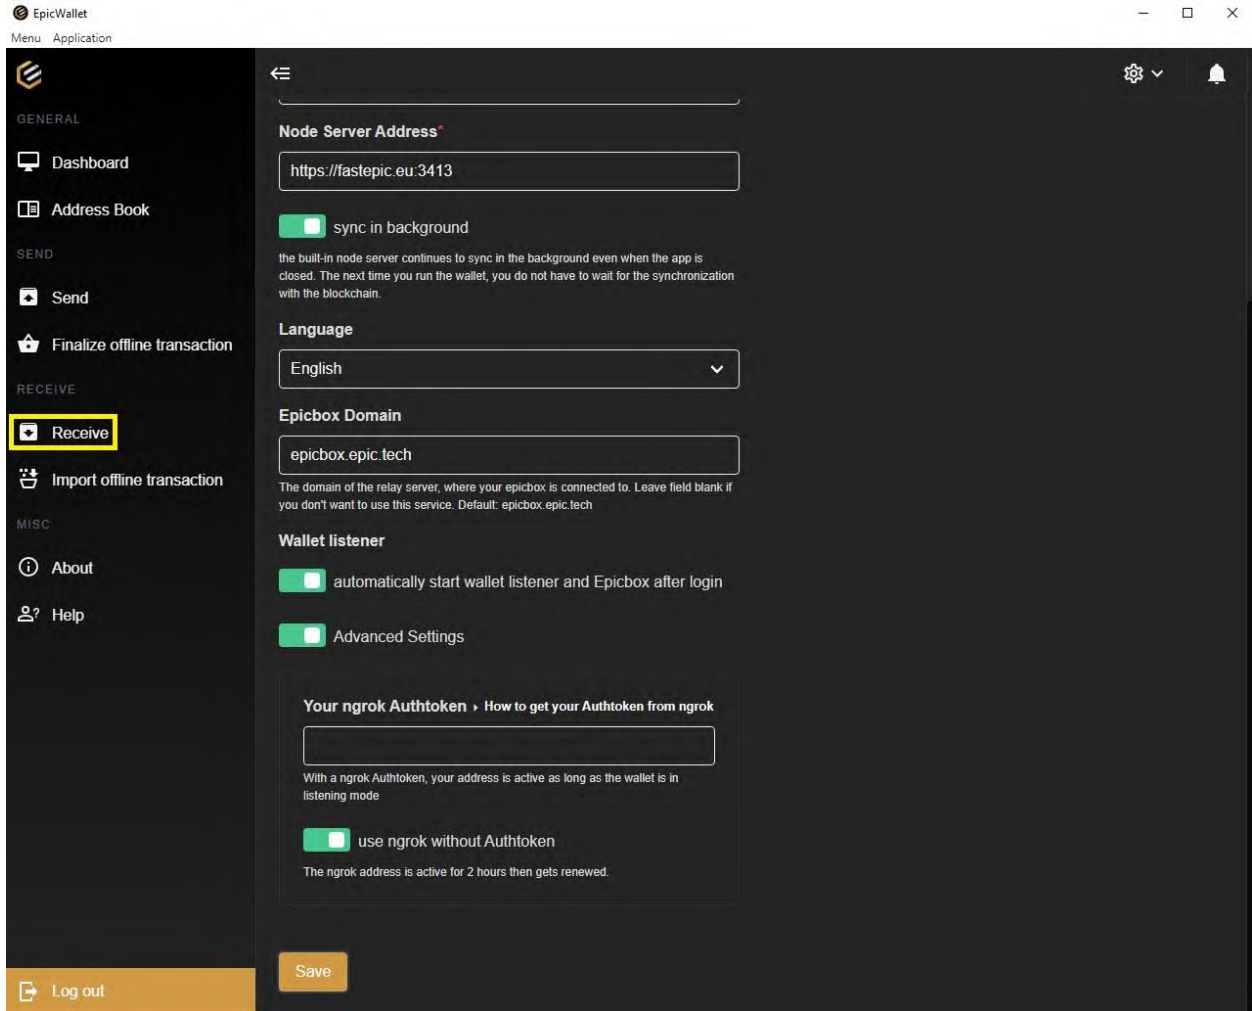 EpicWallet
Menu Application
GENERAL
Dashboard
Address Book
SEND
Send
Finalize offline transaction
RECEIVE
Receive
Import offline transaction
MISC
About
Help
Log out
Node Server Address*
https://fastepic.eu:3413
sync in background
the built-in node server continues to sync in the background even when the app is
closed. The next time you run the wallet, you do not have to wait for the synchronization
with the blockchain.
Language
English
Epicbox Domain
epicbox.epic.tech
The domain of the relay server, where your epicbox is connected to. Leave field blank if
you don't want to use this service. Default: epicbox.epic.tech
Wallet listener
automatically start wallet listener and Epicbox after login
Advanced Settings
Your ngrok Authtoken › How to get your Authtoken from ngrok
With a ngrok Authtoken, your address is active as long as the wallet is in
listening mode
use ngrok without Authtoken
The ngrok address is active for 2 hours then gets renewed.
Save